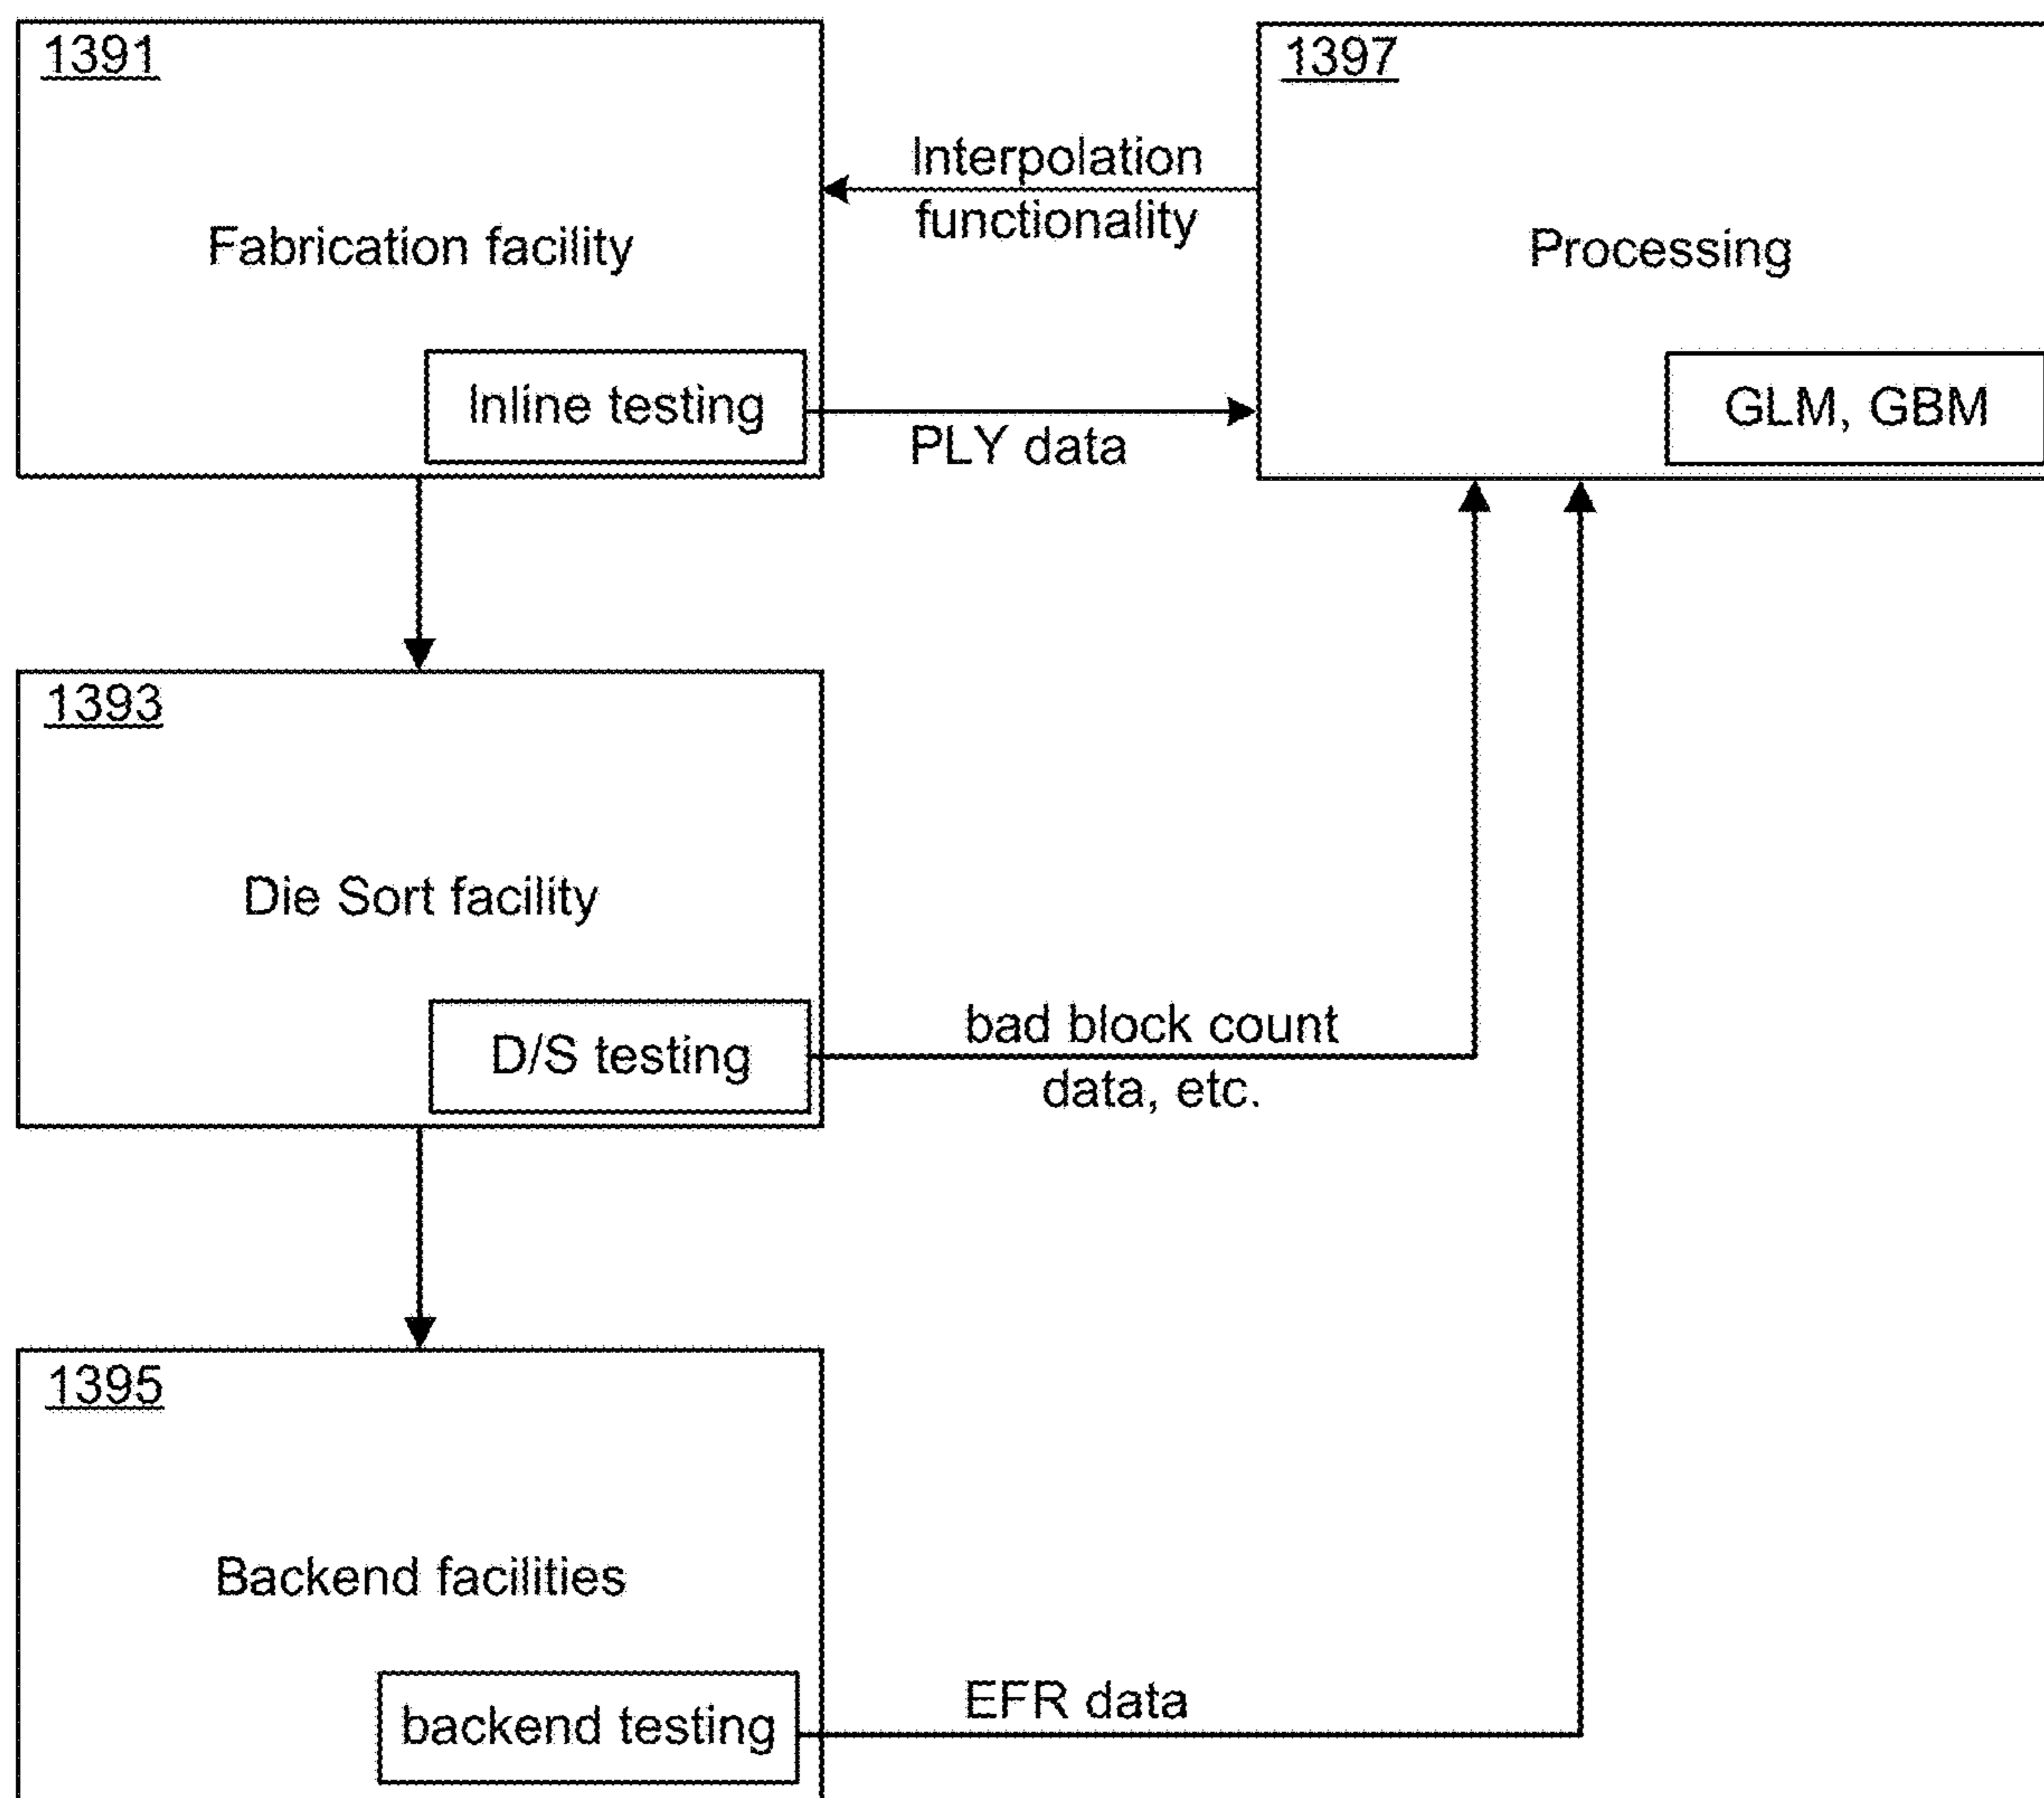 1391
Fabrication facility
Inline testing
Interpolation
functionality
PLY data
1397
Processing
GLM, GBM
1393
Die Sort facility
D/S testing
bad block count
data, etc.
1395
Backend facilities
backend testing
EFR data